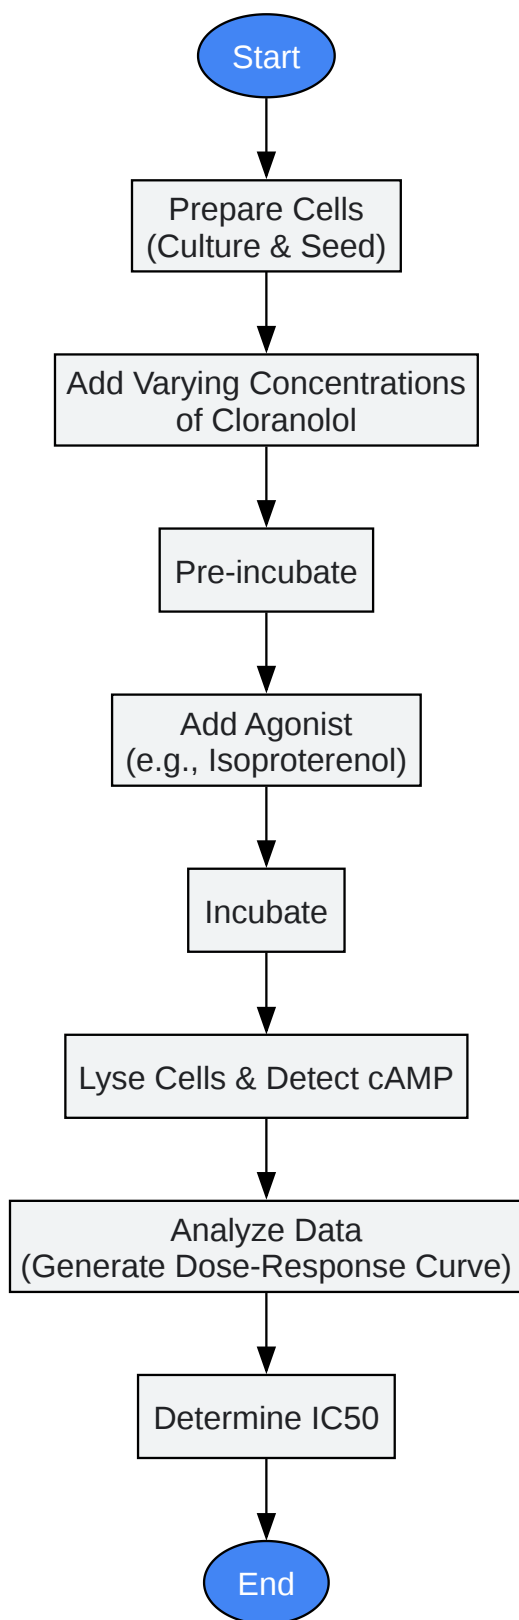 Start
Prepare Cells
(Culture & Seed)
Add Varying Concentrations
of Cloranolol
Pre-incubate
Add Agonist
(e.g., Isoproterenol)
Incubate
Lyse Cells & Detect cAMP
Analyze Data
(Generate Dose-Response Curve)
Determine IC50
End